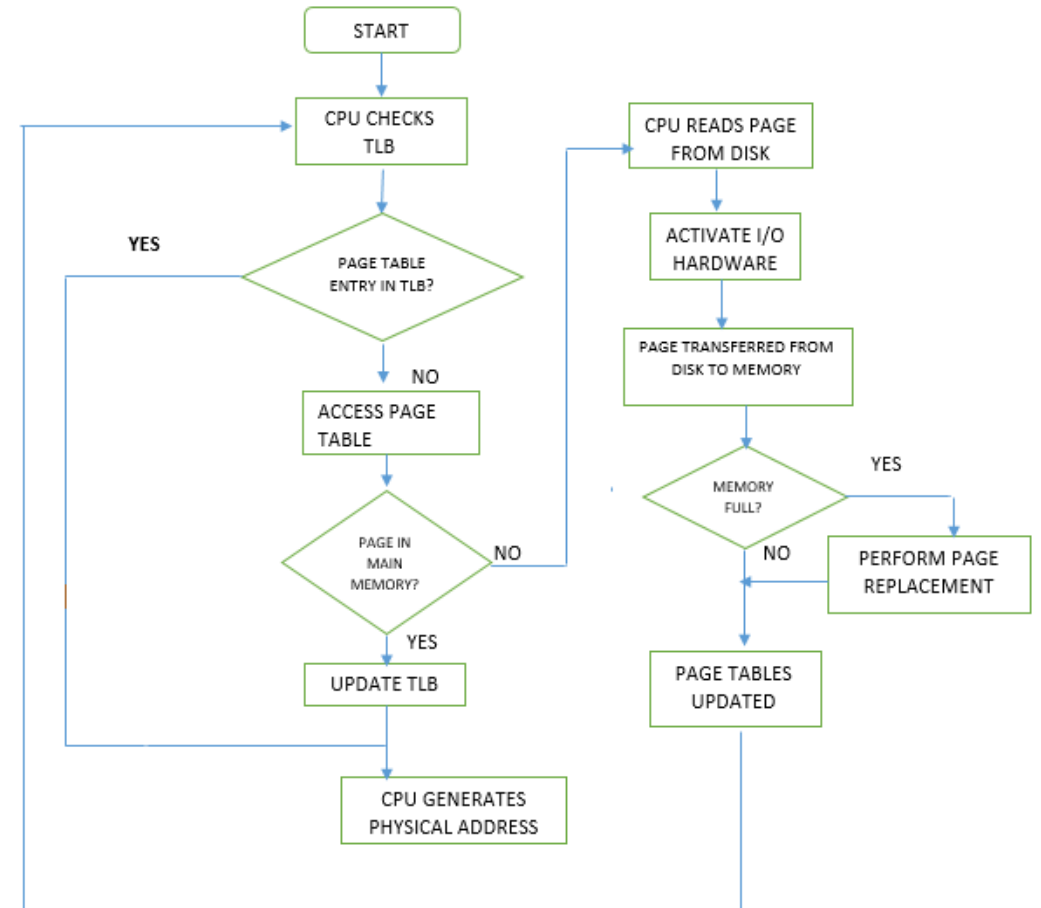 START
CPU CHECKS
TLB
YES
PAGE TABLE
ENTRY IN TLB?
NO
ACCESS PAGE
TABLE
PAGE IN
MAIN
MEMORY?
NO
YES
UPDATE TLB
CPU GENERATES
PHYSICAL ADDRESS
CPU READS PAGE
FROM DISK
ACTIVATE I/O
HARDWARE
PAGE TRANSFERRED FROM
DISK TO MEMORY
MEMORY
FULL?
YES
NO
PERFORM PAGE
REPLACEMENT
PAGE TABLES
UPDATED